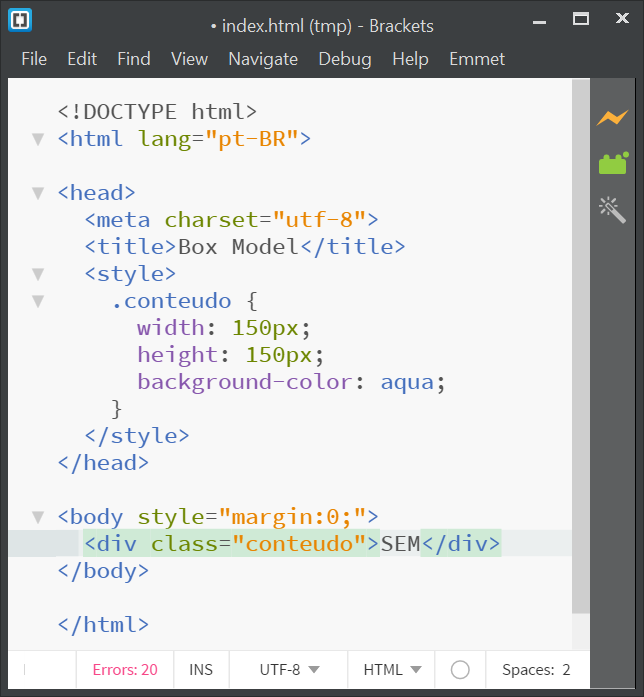 • index.html (tmp) - Brackets
File Edit Find View Navigate Debug Help Emmet
<!DOCTYPE html>
<html lang="pt-BR">
<head>
<meta charset="utf-8">
<title>Box Model</title>
<style>
.conteudo {
width: 150px;
height: 150px;
background-color: aqua;
}
</style>
</head>
<body style="margin:0;">
<div class="conteudo">SEM</div>
</body>
</html>
Errors: 20 INS UTF-8 HTML Spaces: 2